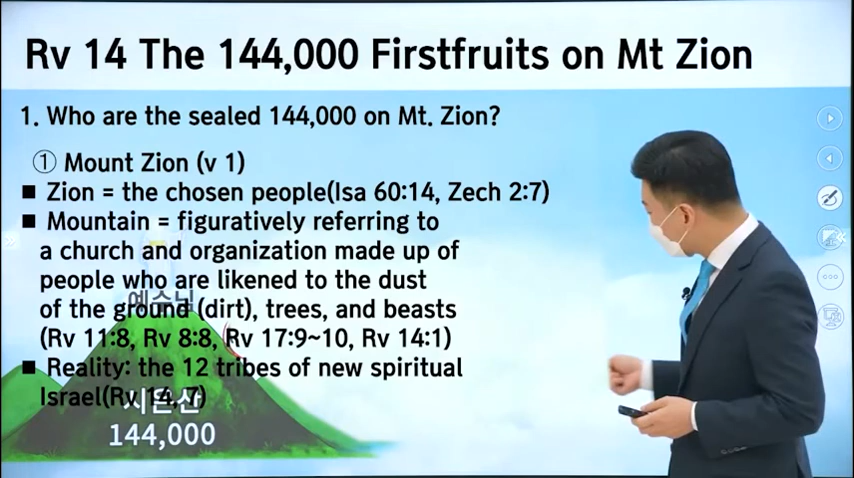 Rv 14 The 144,000 Firstfruits on Mt Zion
1. Who are the sealed 144,000 on Mt. Zion?
① Mount Zion (v 1)
■ Zion = the chosen people(Isa 60:14, Zech 2:7)
■ Mountain = figuratively referring to
a church and organization made up of
people who are likened to the dust
of the ground (dirt), trees, and beasts
예수님
(Rv 11:8, Rv 8:8, Rv 17:9~10, Rv 14:1)
■ Reality: the 12 tribes of new spiritual
Israel(Rv 14, 7)
시온산
144,000